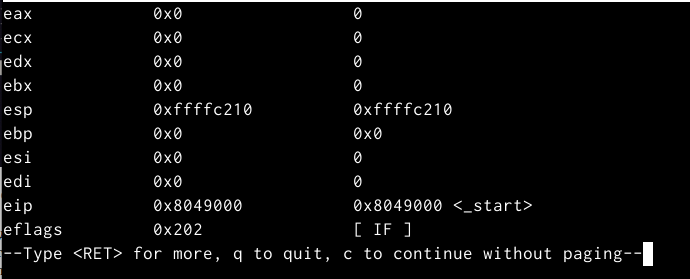 eax 0x0 0
ecx 0x0 0
edx 0x0 0
ebx 0x0 0
esp 0xffffc210 0xffffc210
ebp 0x0 0x0
esi 0x0 0
edi 0x0 0
eip 0x8049000 0x8049000 <_start>
eflags 0x202 [ IF ]
--Type <RET> for more, q to quit, c to continue without paging--